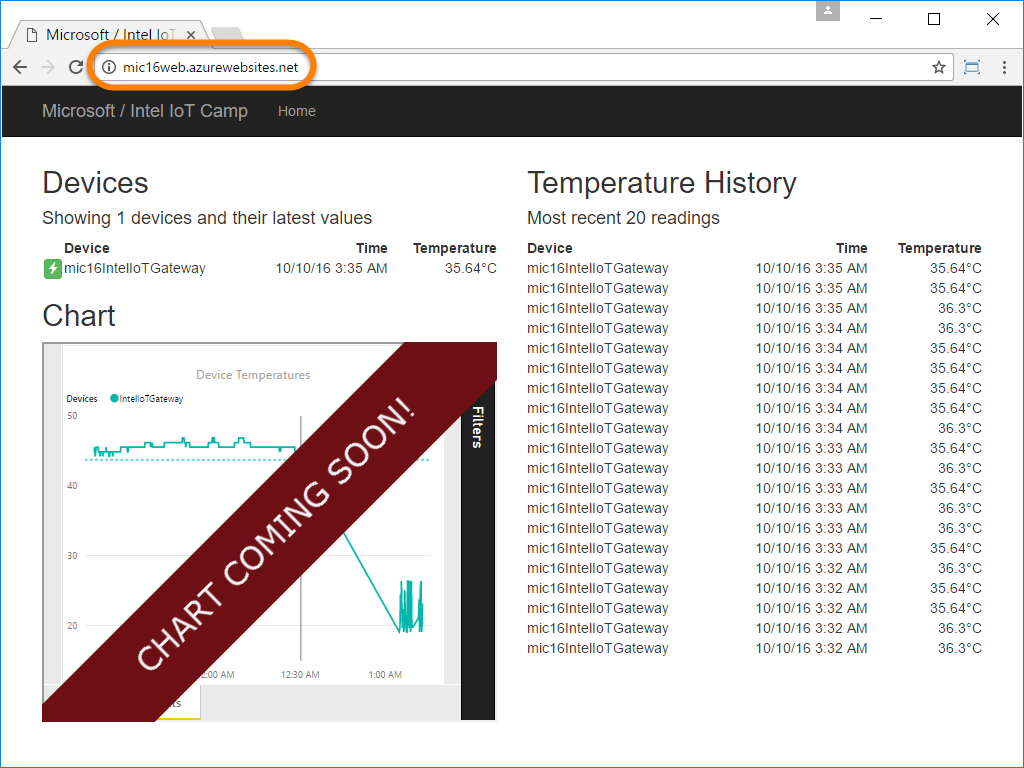 Microsoft / Intel IoT
mic16web.azurewebsites.net
Microsoft / Intel IoT Camp Home
Devices
Showing 1 devices and their latest values
Device Time Temperature
mic16IntelIoTGateway 10/10/16 3:35 AM 35.64°C
Chart
Device Temperatures
Devices IntelIoTGateway
50
40
30
20
2:00 AM 12:30 AM 1:00 AM
Filters
CHART COMING SOON!
Temperature History
Most recent 20 readings
Device Time Temperature
mic16IntelIoTGateway 10/10/16 3:35 AM 35.64°C
mic16IntelIoTGateway 10/10/16 3:35 AM 35.64°C
mic16IntelIoTGateway 10/10/16 3:35 AM 36.3°C
mic16IntelIoTGateway 10/10/16 3:34 AM 36.3°C
mic16IntelIoTGateway 10/10/16 3:34 AM 35.64°C
mic16IntelIoTGateway 10/10/16 3:34 AM 35.64°C
mic16IntelIoTGateway 10/10/16 3:34 AM 35.64°C
mic16IntelIoTGateway 10/10/16 3:34 AM 35.64°C
mic16IntelIoTGateway 10/10/16 3:34 AM 36.3°C
mic16IntelIoTGateway 10/10/16 3:33 AM 35.64°C
mic16IntelIoTGateway 10/10/16 3:33 AM 36.3°C
mic16IntelIoTGateway 10/10/16 3:33 AM 35.64°C
mic16IntelIoTGateway 10/10/16 3:33 AM 36.3°C
mic16IntelIoTGateway 10/10/16 3:33 AM 36.3°C
mic16IntelIoTGateway 10/10/16 3:33 AM 35.64°C
mic16IntelIoTGateway 10/10/16 3:32 AM 36.3°C
mic16IntelIoTGateway 10/10/16 3:32 AM 35.64°C
mic16IntelIoTGateway 10/10/16 3:32 AM 35.64°C
mic16IntelIoTGateway 10/10/16 3:32 AM 36.3°C
mic16IntelIoTGateway 10/10/16 3:32 AM 36.3°C